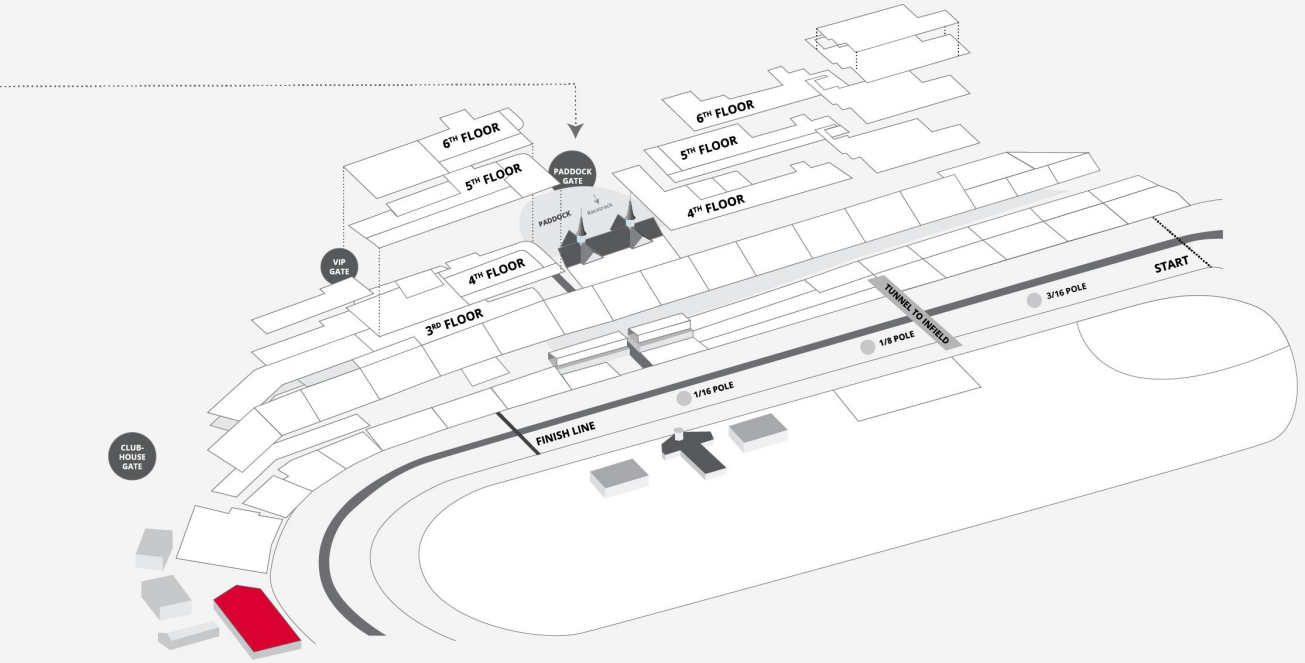 6TH FLOOR
6TH FLOOR
5TH FLOOR
5TH FLOOR
PADDOCK
GATE
4TH FLOOR
PADDOCK
Racetrack
VIP
GATE
4TH FLOOR
3RD FLOOR
START
3/16 POLE
TUNNEL TO INFIELD
1/8 POLE
1/16 POLE
FINISH LINE
CLUB-
HOUSE
GATE